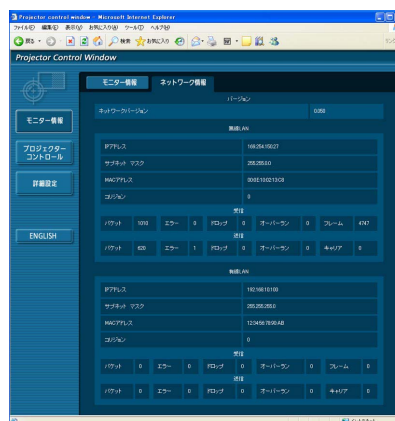 Projector control window - Microsoft Internet Explorer
ファイル(F) 編集(E) 表示(V) お気に入り(A) ツール(T) ヘルプ(H)
戻る 検索 お気に入り
Projector Control Window
モニター情報 ネットワーク情報
バージョン
ネットワークバージョン
モニター情報
プロジェクター
コントロール
詳細設定
ENGLISH
無線LAN
IPアドレス
サブネット マスク 255.255.0.0
MACアドレス
コリジョン 0
受信
パケット 1010 エラー 0 ドロップ 0 オーバーラン 0 フレーム 4747
送信
パケット 620 エラー 1 ドロップ 0 オーバーラン 0 キャリア 0
有線LAN
IPアドレス 192.168.10.100
サブネット マスク 255.255.255.0
MACアドレス 1234567890AB
コリジョン 0
受信
パケット 0 エラー 0 ドロップ 0 オーバーラン 0 フレーム 0
送信
パケット 0 エラー 0 ドロップ 0 オーバーラン 0 キャリア 0